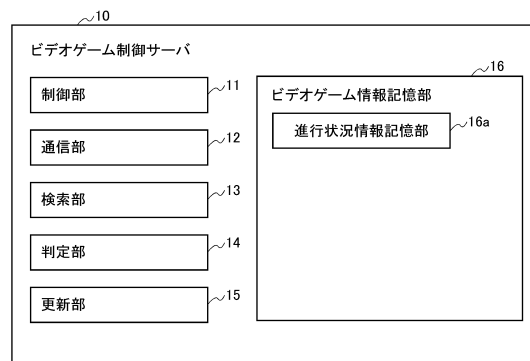 10
ビデオゲーム制御サーバ
制御部
11
通信部
12
検索部
13
判定部
14
更新部
15
16
ビデオゲーム情報記憶部
進行状況情報記憶部
16a